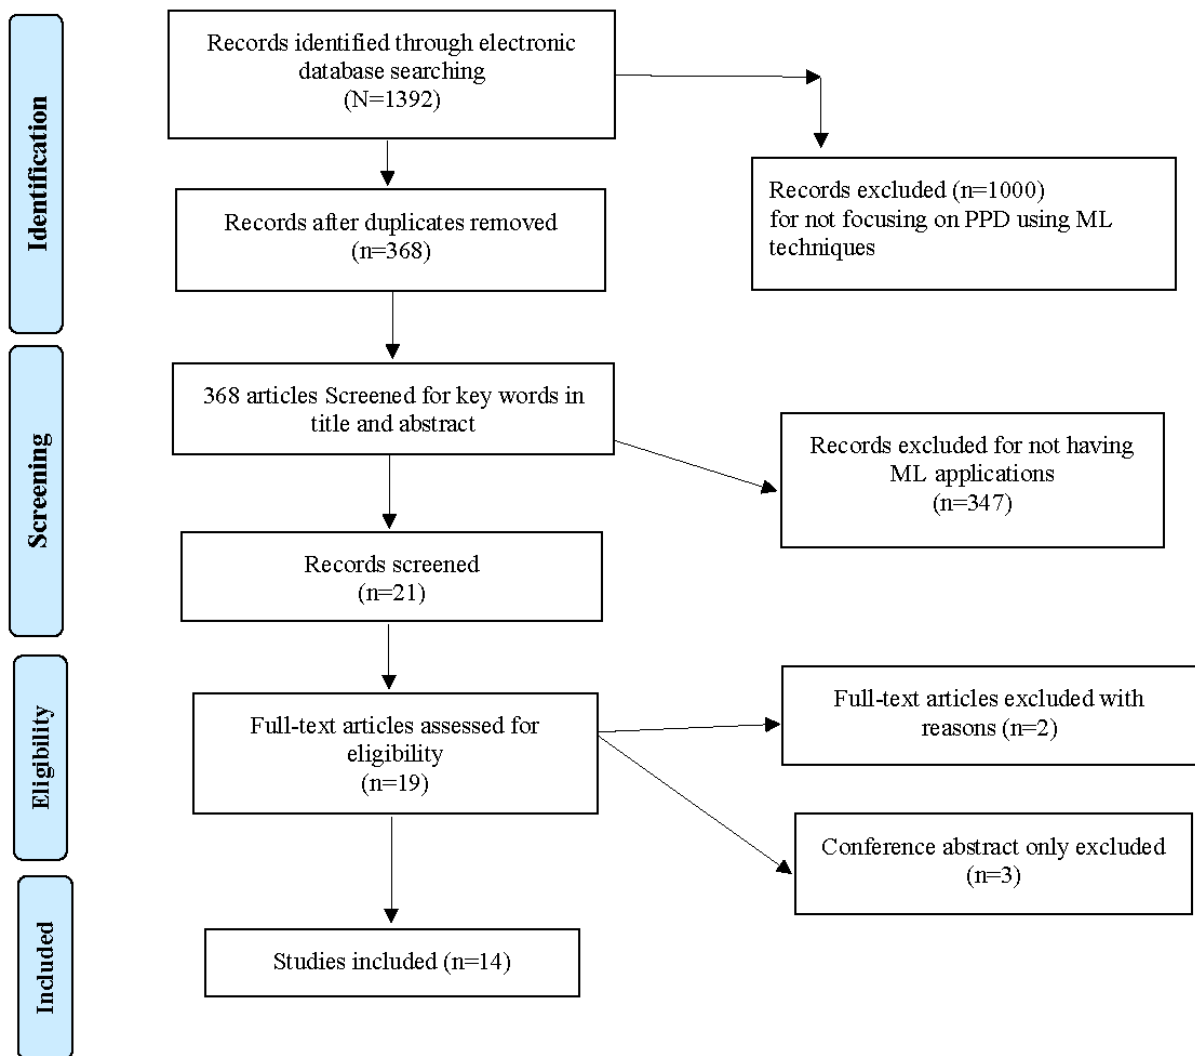 Identification
Records identified through electronic
database searching
(N=1392)
Records excluded (n=1000)
for not focusing on PPD using ML
techniques
Records after duplicates removed
(n=368)
Screening
368 articles Screened for key words in
title and abstract
Records excluded for not having
ML applications
(n=347)
Records screened
(n=21)
Eligibility
Full-text articles assessed for
eligibility
(n=19)
Full-text articles excluded with
reasons (n=2)
Conference abstract only excluded
(n=3)
Included
Studies included (n=14)